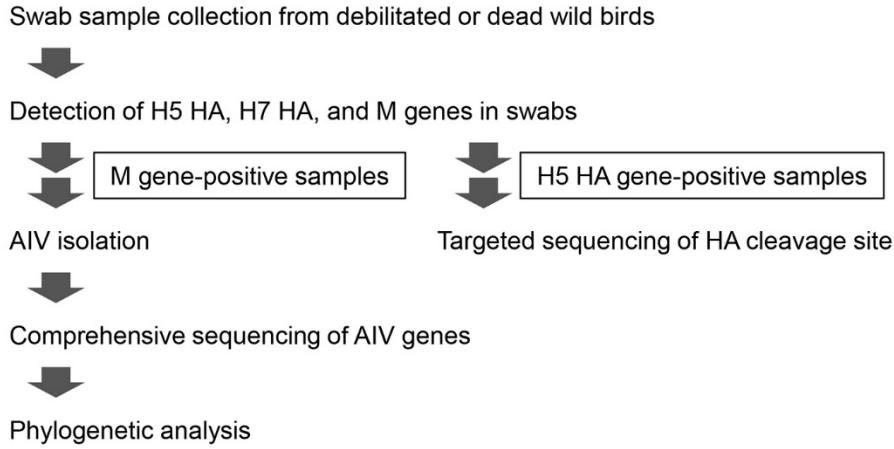 Swab sample collection from debilitated or dead wild birds
Detection of H5 HA, H7 HA, and M genes in swabs
M gene-positive samples
H5 HA gene-positive samples
AIV isolation
Targeted sequencing of HA cleavage site
Comprehensive sequencing of AIV genes
Phylogenetic analysis